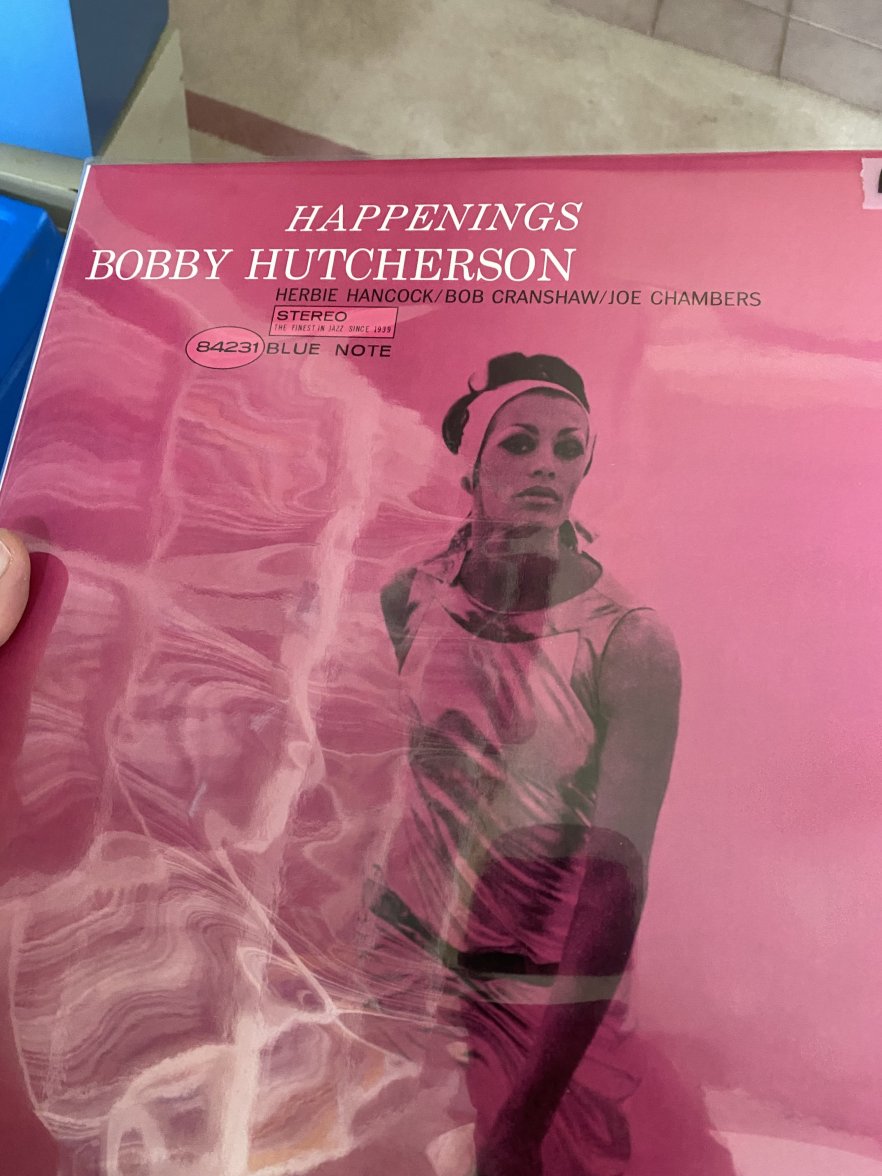 HAPPENINGS
BOBBY HUTCHERSON
HERBIE HANCOCK/BOB CRANSHAW/JOE CHAMBERS
STEREO
THE FINEST IN JAZZ SINCE 1939
84231 BLUE NOTE